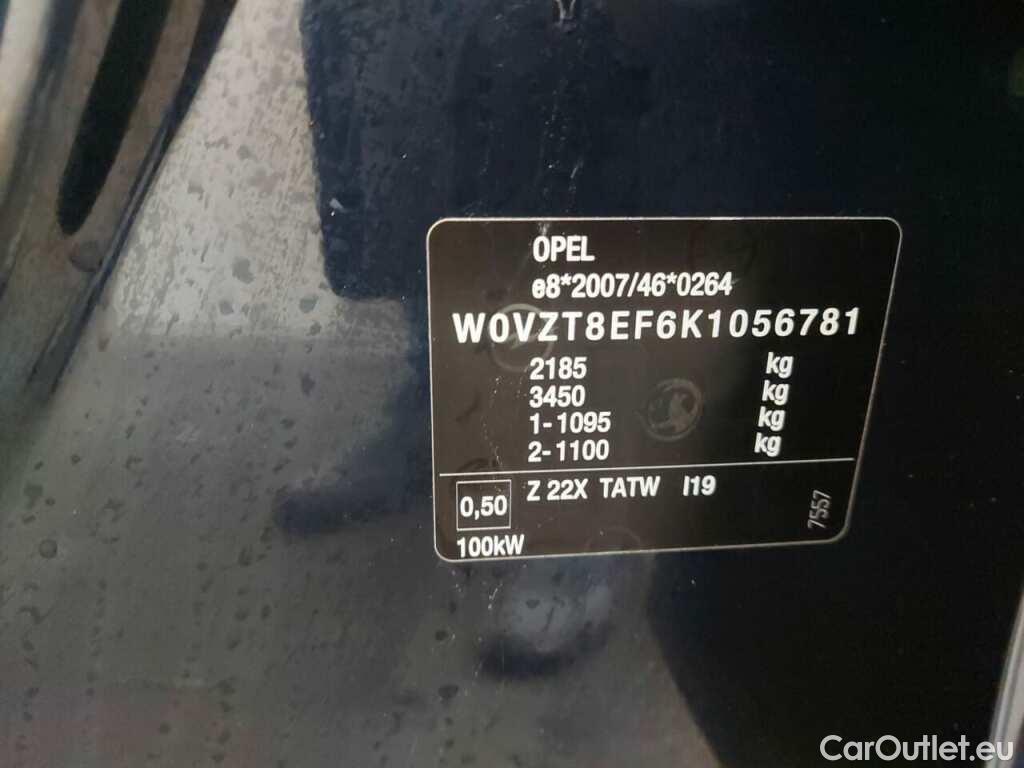 OPEL
e8*2007/46*0264
W0VZT8EF6K1056781
2185 kg
3450 kg
1-1095 kg
2-1100 kg
0,50 Z 22X TATW I19
100kW
7557
CarOutlet.eu